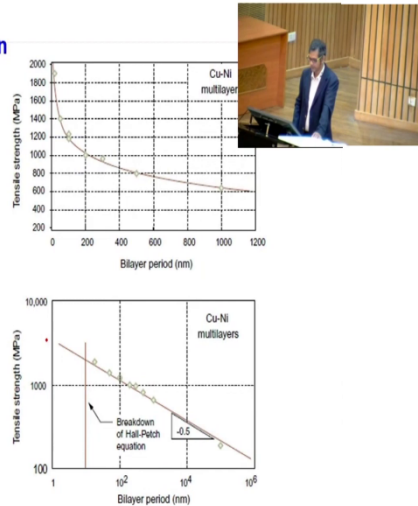 n
2000
1800
1600
1400
1200
1000
800
600
400
200
Tensile strength (MPa)
Cu-Ni
multilayer
0 200 400 600 800 1000 1200
Bilayer period (nm)
10,000
1000
100
Tensile strength (MPa)
Cu-Ni
multilayers
Breakdown
of Hall-Petch
equation
-0.5
1 10² 10⁴ 10⁶
Bilayer period (nm)